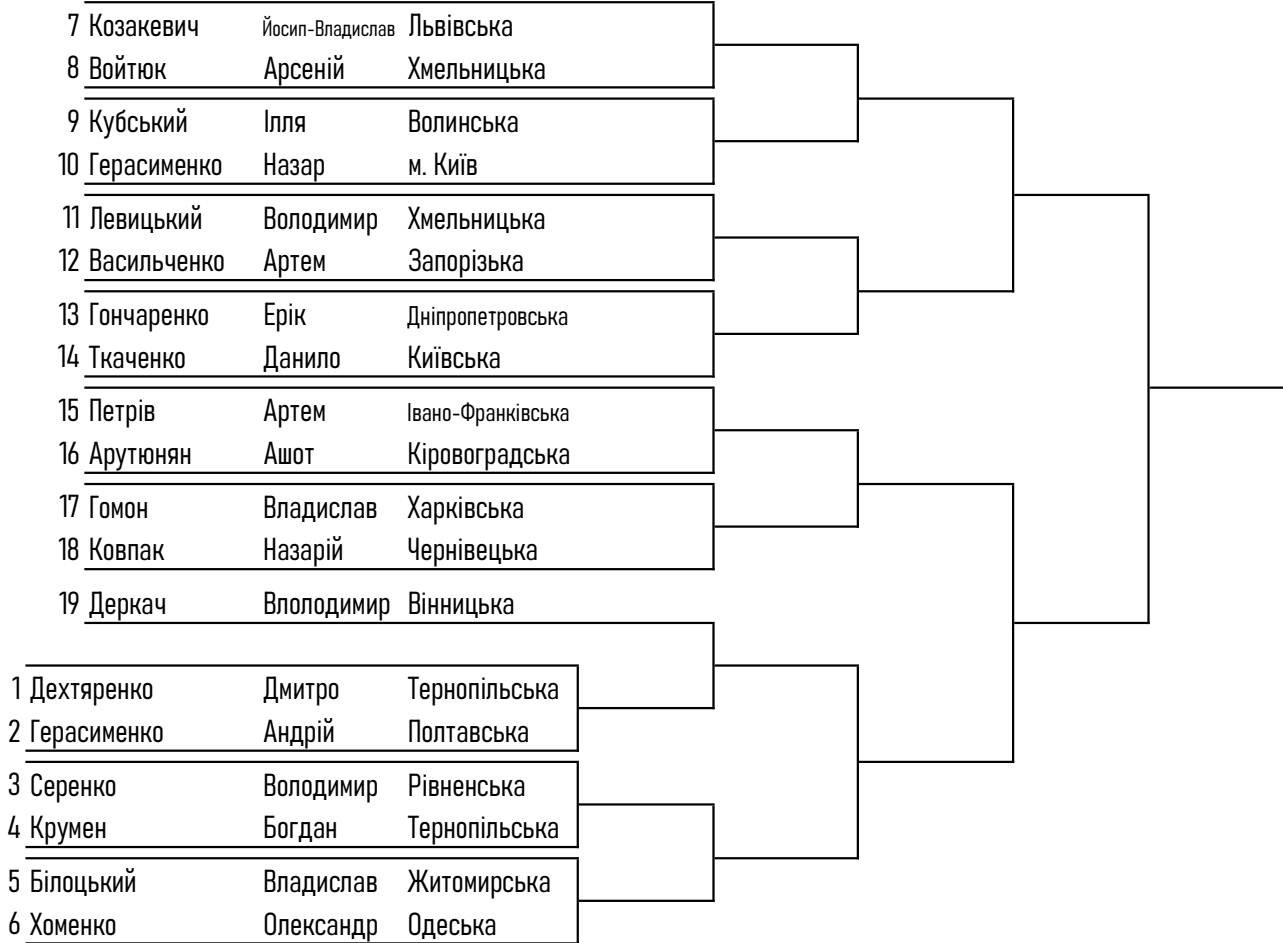 7 Козакевич Йосип-Владислав Львівська
8 Войтюк Арсеній Хмельницька
9 Кубський Ілля Волинська
10 Герасименко Назар м. Київ
11 Левицький Володимир Хмельницька
12 Васильченко Артем Запорізька
13 Гончаренко Ерік Дніпропетровська
14 Ткаченко Данило Київська
15 Петрів Артем Івано-Франківська
16 Арутюнян Ашот Кіровоградська
17 Гомон Владислав Харківська
18 Ковпак Назарій Чернівецька
19 Деркач Влолодимир Вінницька
1 Дехтяренко Дмитро Тернопільська
2 Герасименко Андрій Полтавська
3 Серенко Володимир Рівненська
4 Крумен Богдан Тернопільська
5 Білоцький Владислав Житомирська
6 Хоменко Олександр Одеська